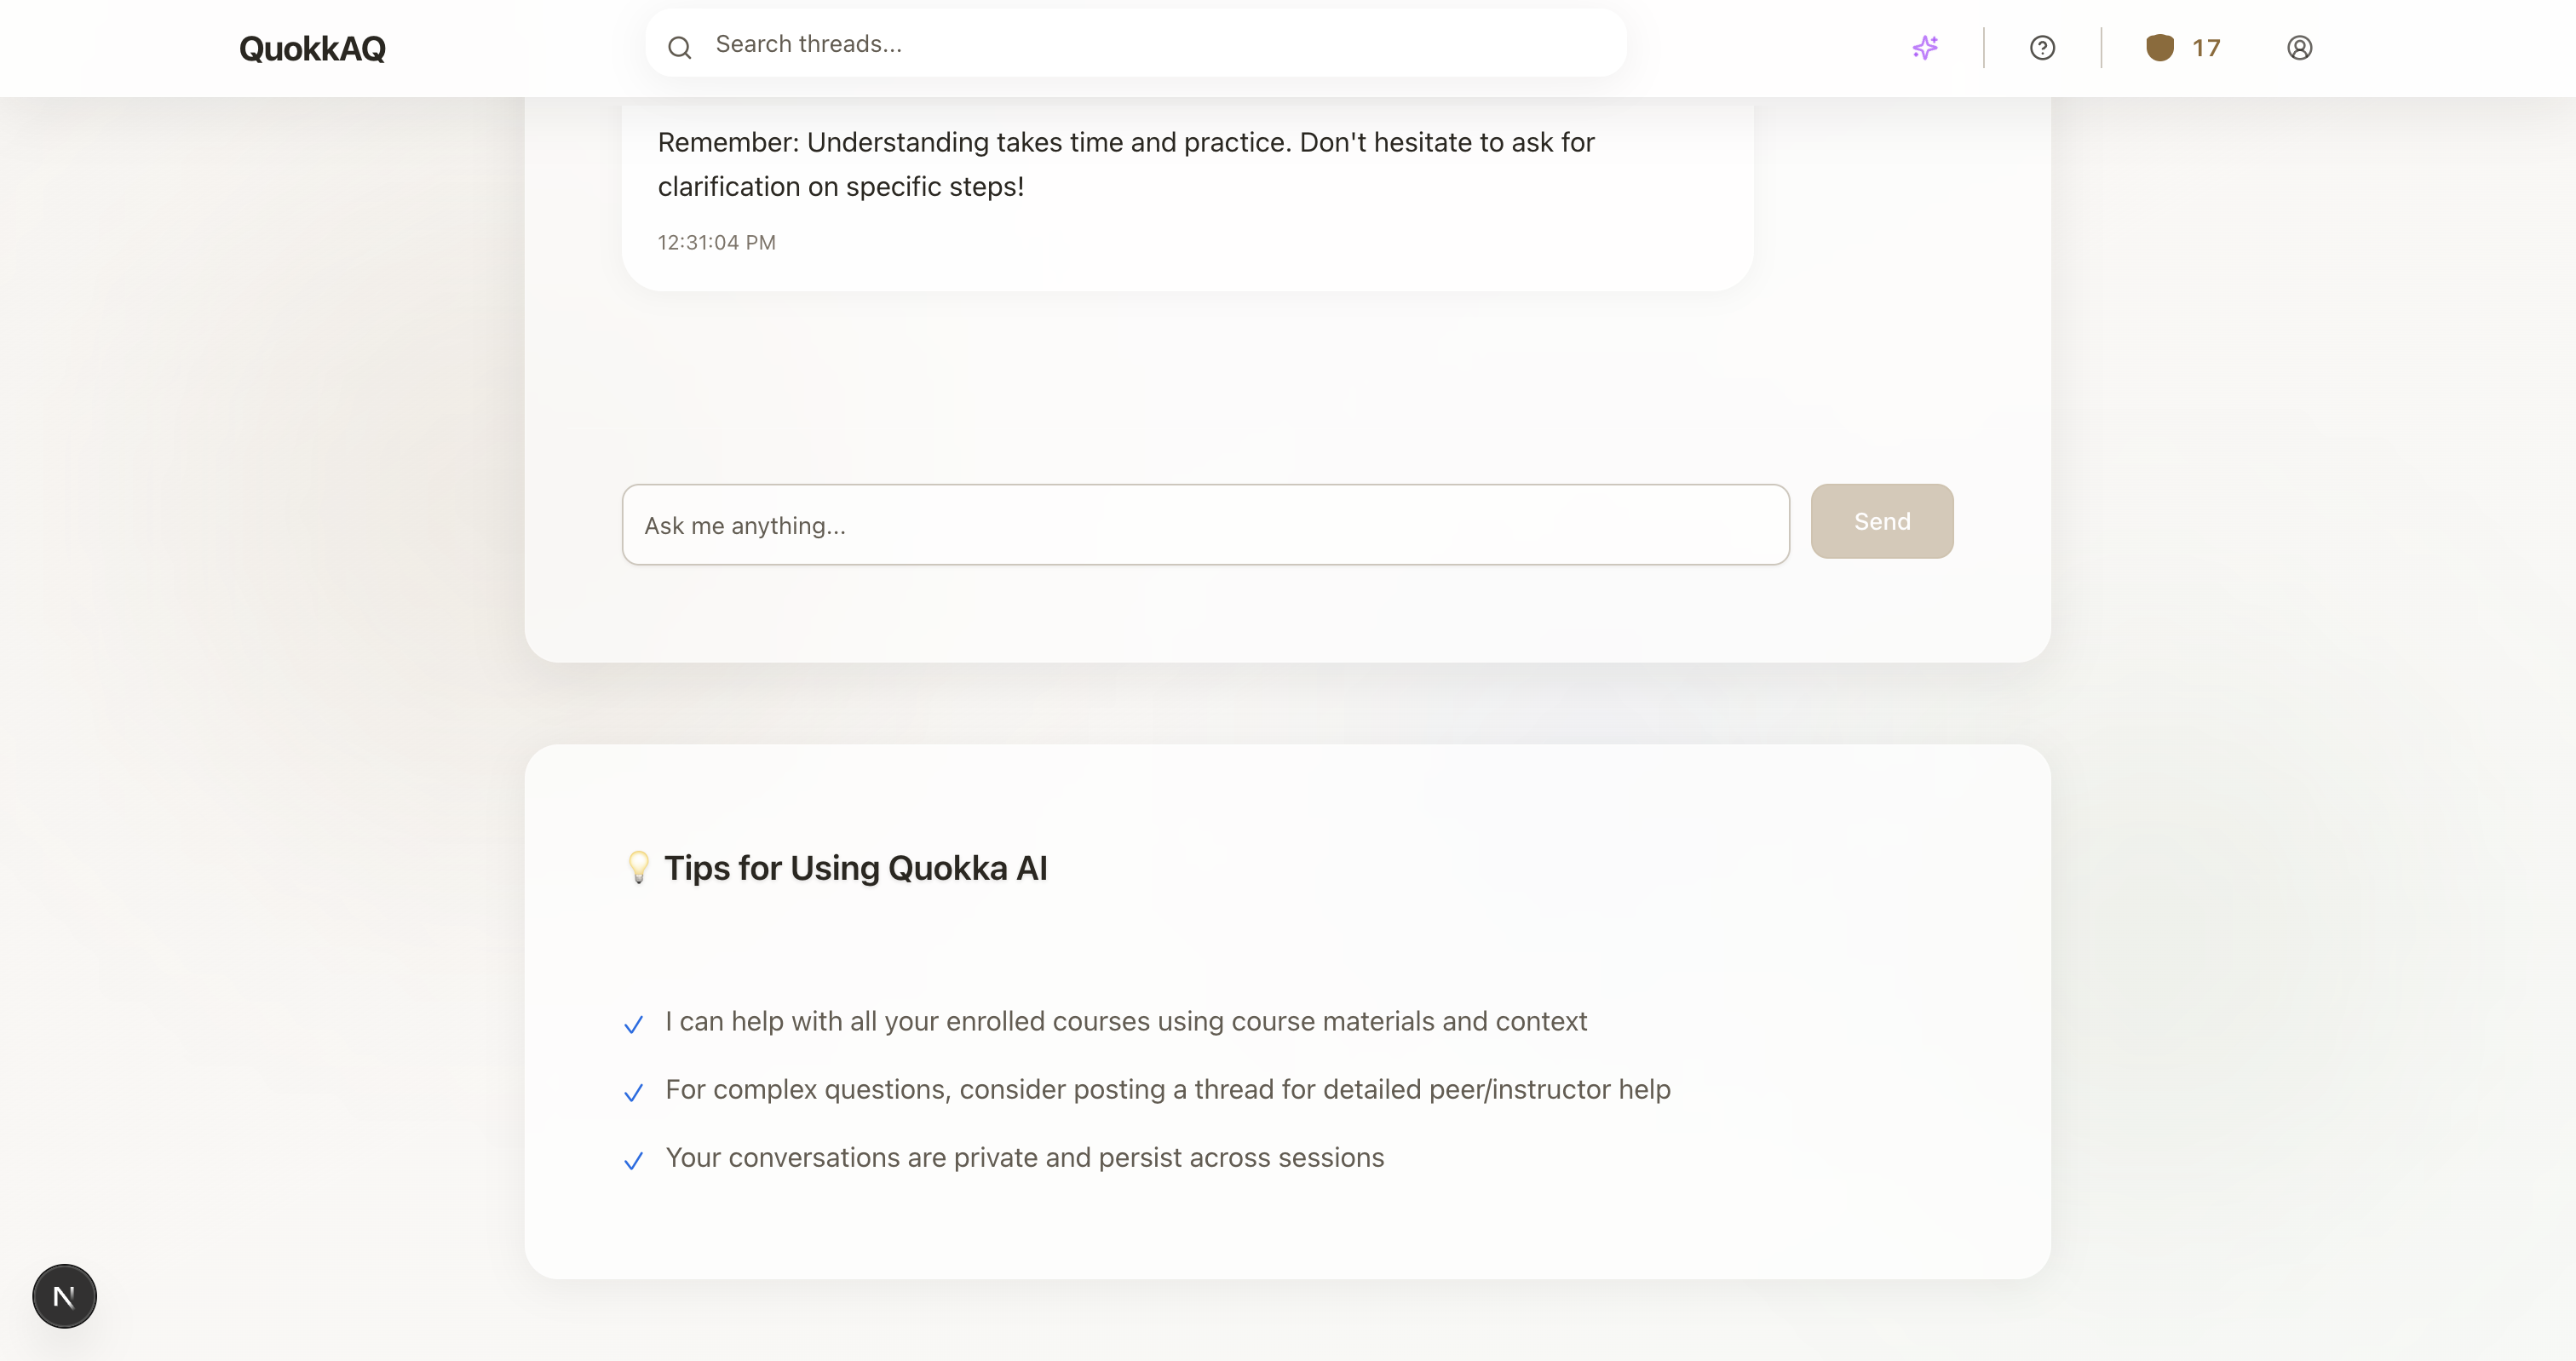 QuokkAQ
Search threads...
17
Remember: Understanding takes time and practice. Don't hesitate to ask for
clarification on specific steps!
12:31:04 PM
Ask me anything...
Send
Tips for Using Quokka AI
I can help with all your enrolled courses using course materials and context
For complex questions, consider posting a thread for detailed peer/instructor help
Your conversations are private and persist across sessions
N